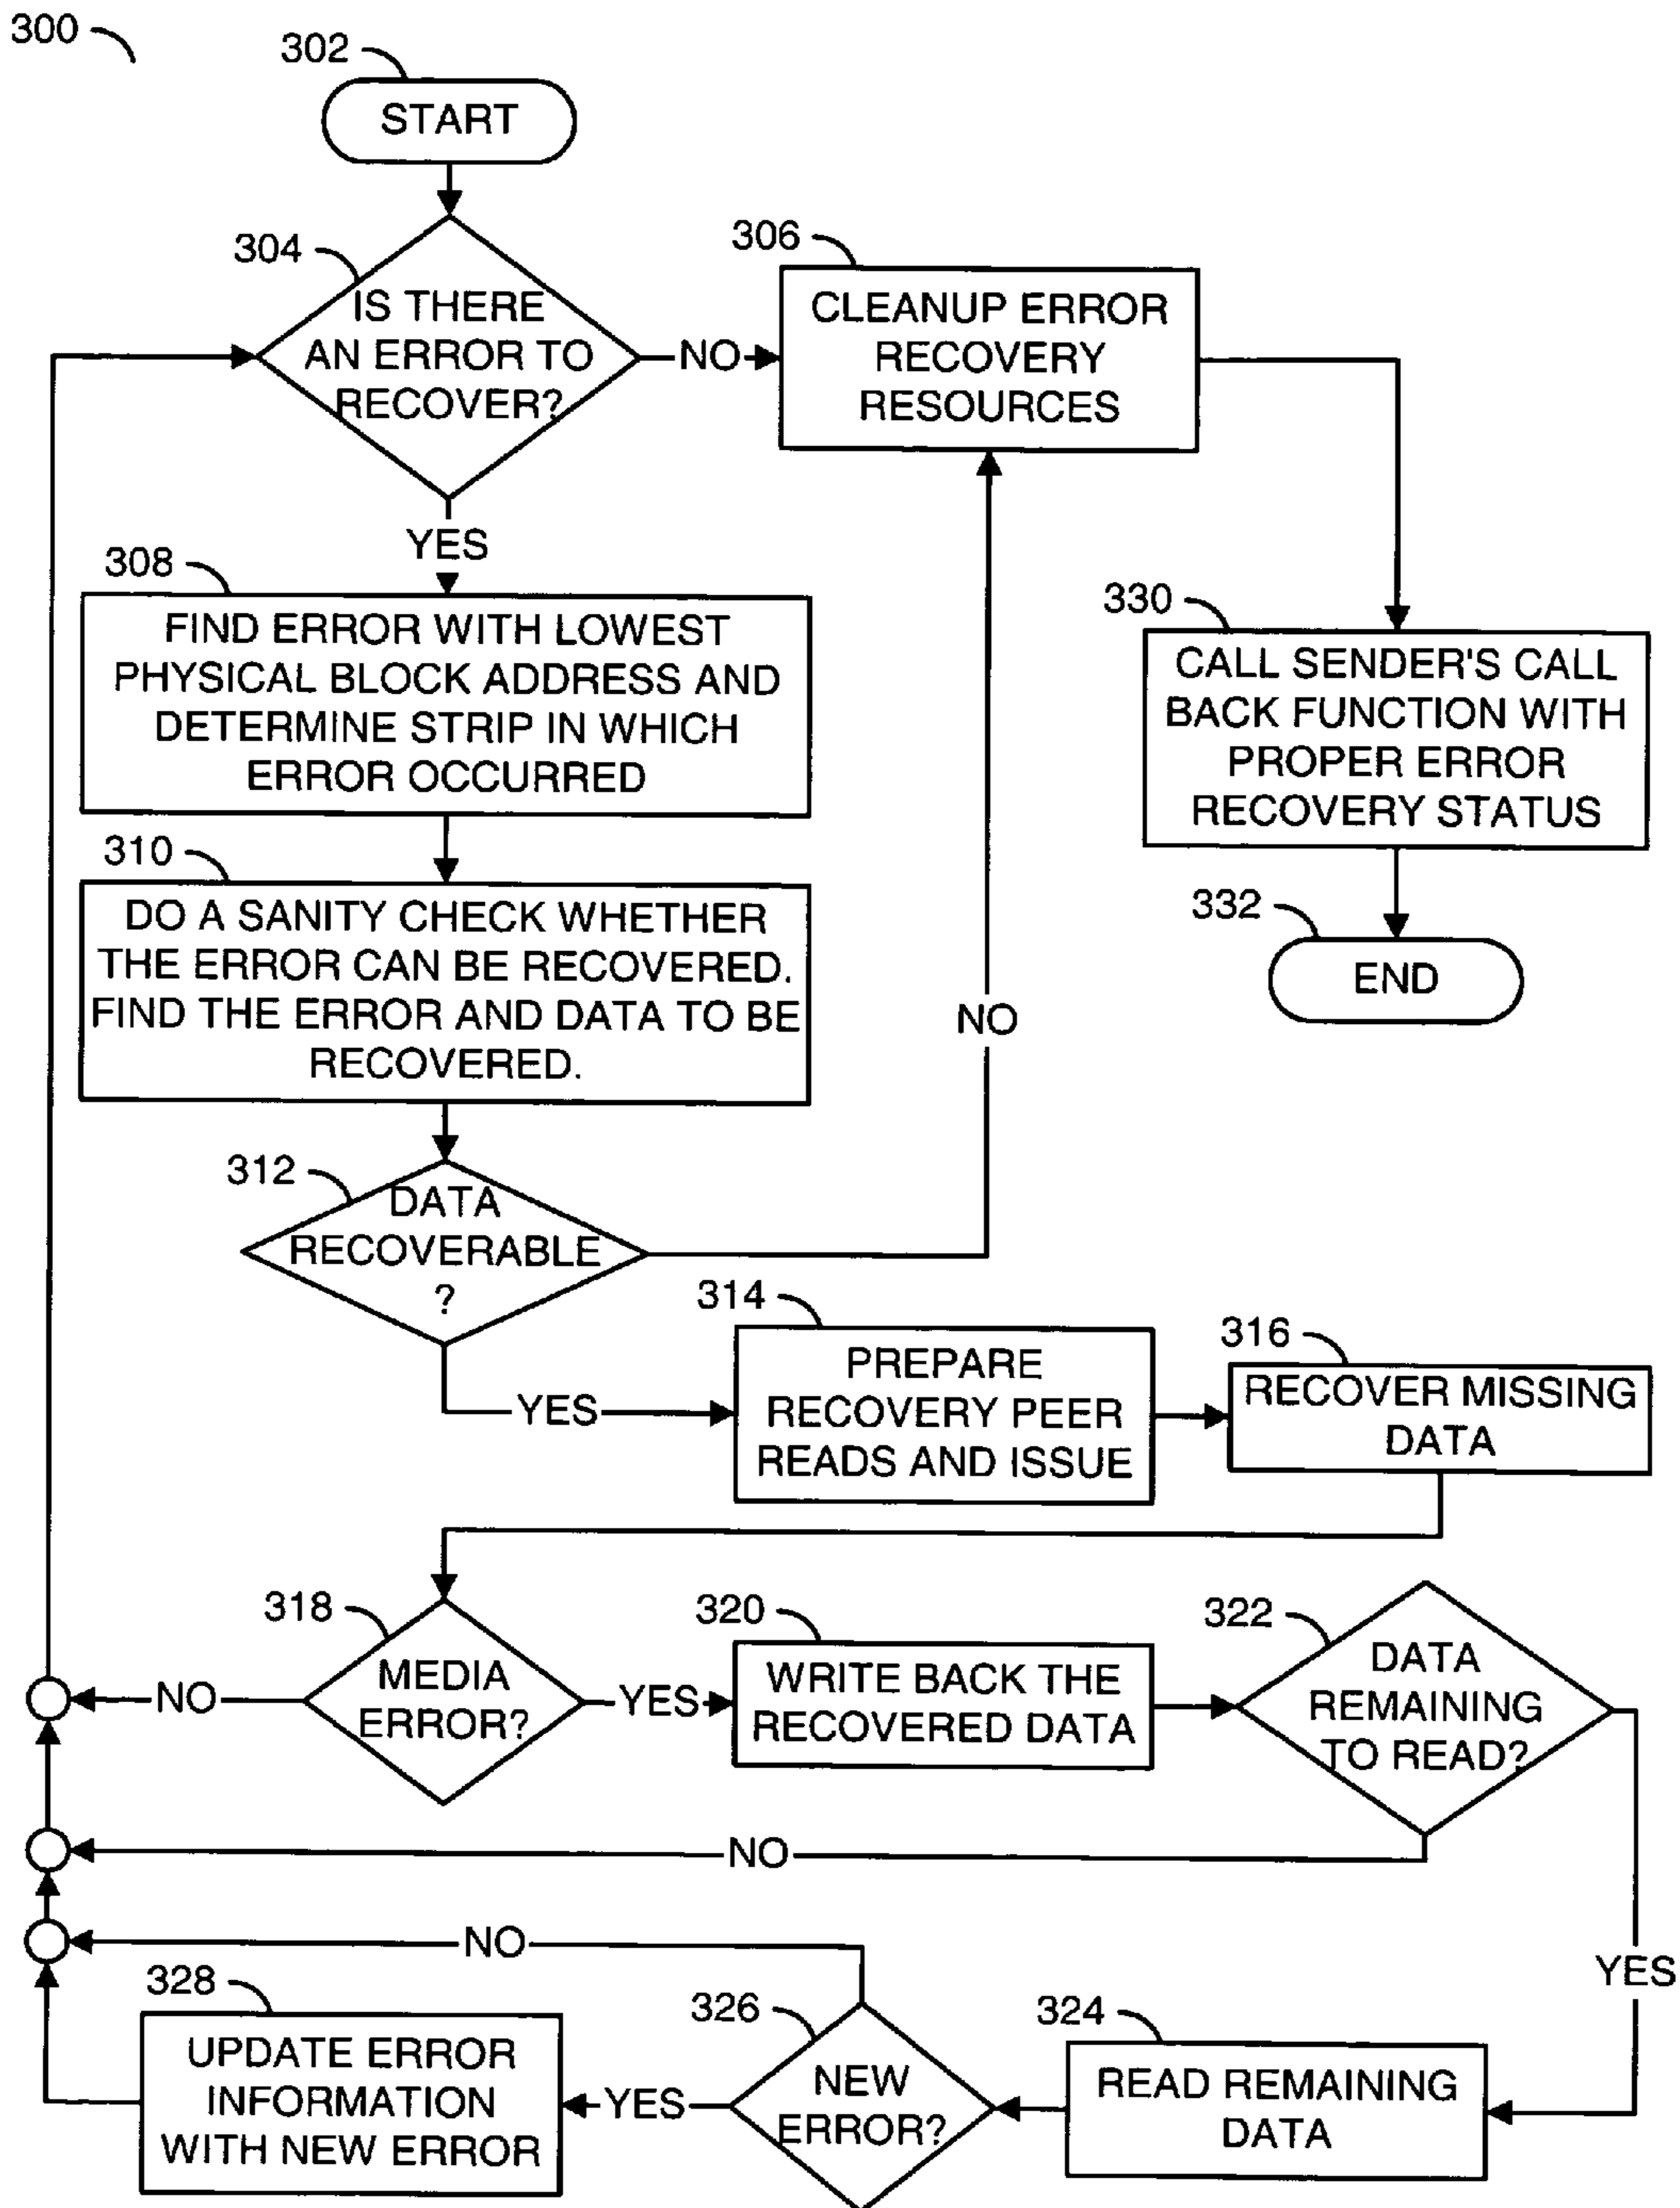 300
302
START
304
IS THERE
AN ERROR TO
RECOVER?
NO
306
CLEANUP ERROR
RECOVERY
RESOURCES
YES
308
FIND ERROR WITH LOWEST
PHYSICAL BLOCK ADDRESS AND
DETERMINE STRIP IN WHICH
ERROR OCCURRED
330
CALL SENDER'S CALL
BACK FUNCTION WITH
PROPER ERROR
RECOVERY STATUS
310
DO A SANITY CHECK WHETHER
THE ERROR CAN BE RECOVERED.
FIND THE ERROR AND DATA TO BE
RECOVERED.
332
END
NO
312
DATA
RECOVERABLE
?
YES
314
PREPARE
RECOVERY PEER
READS AND ISSUE
316
RECOVER MISSING
DATA
318
MEDIA
ERROR?
NO
YES
320
WRITE BACK THE
RECOVERED DATA
322
DATA
REMAINING
TO READ?
NO
YES
NO
328
UPDATE ERROR
INFORMATION
WITH NEW ERROR
YES
326
NEW
ERROR?
324
READ REMAINING
DATA